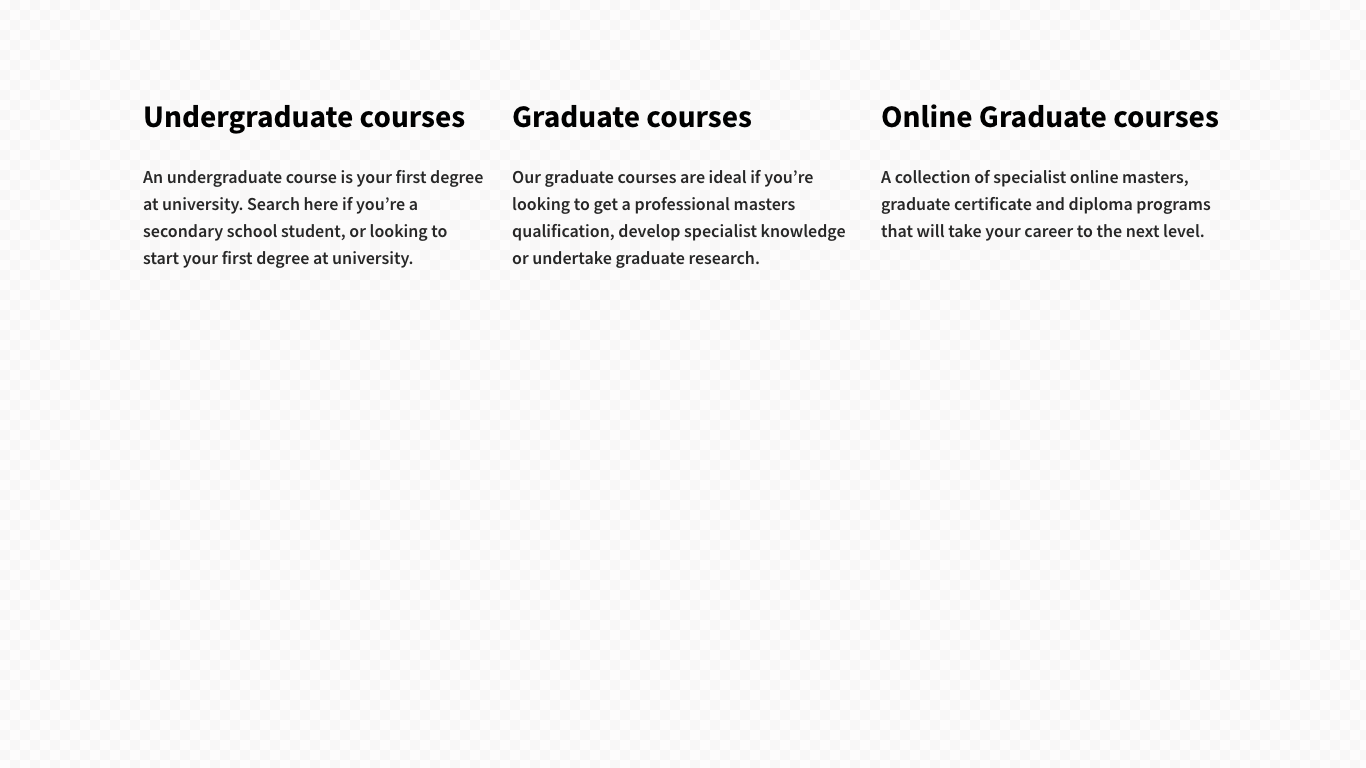 Undergraduate courses
An undergraduate course is your first degree
at university. Search here if you’re a
secondary school student, or looking to
start your first degree at university.
Graduate courses
Our graduate courses are ideal if you’re
looking to get a professional masters
qualification, develop specialist knowledge
or undertake graduate research.
Online Graduate courses
A collection of specialist online masters,
graduate certificate and diploma programs
that will take your career to the next level.